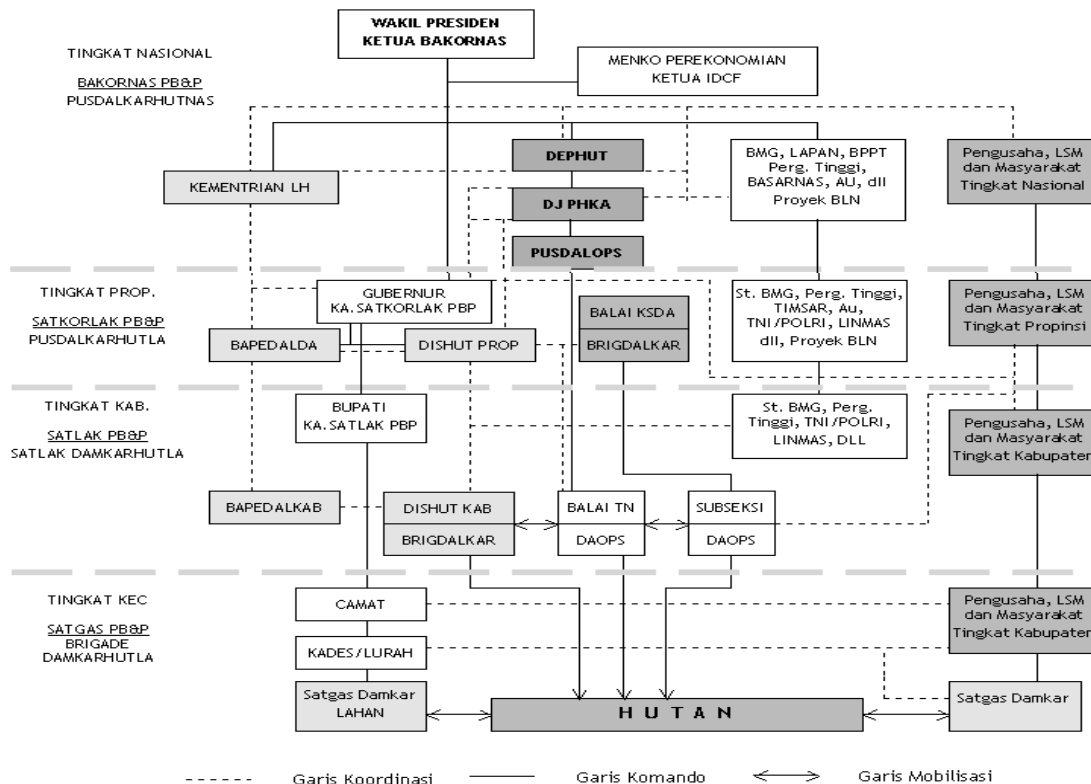 WAKIL PRESIDEN
KETUA BAKORNAS
TINGKAT NASIONAL
BAKORNAS PB&P
PUSDALKARHUTNAS
MENKO PEREKONOMIAN
KETUA IDCF
KEMENTRIAN LH
DEPHUT
DJ PHKA
PUSDALOPS
BMG, LAPAN, BPPT
Perg. Tinggi,
BASARNAS, AU, dll
Proyek BLN
Pengusaha, LSM
dan Masyarakat
Tingkat Nasional
TINGKAT PROP.
SATKORLAK PB&P
PUSDALKARHUTLA
GUBERNUR
KA. SATKORLAK PBP
BAPEDALDA
DISHUT PROP
BALAI KSDA
BRIGDALKAR
St. BMG, Perg. Tinggi,
TIMSAR, Au,
TNI/POLRI, LINMAS
dll, Proyek BLN
Pengusaha, LSM
dan Masyarakat
Tingkat Propinsi
TINGKAT KAB.
SATLAK PB&P
SATLAK DAMKARHUTLA
BUPATI
KA. SATLAK PBP
St. BMG, Perg.
Tinggi, TNI/POLRI,
LINMAS, DLL
Pengusaha, LSM
dan Masyarakat
Tingkat Kabupaten
BAPEDALKAB
DISHUT KAB
BRIGDALKAR
BALAI TN
DAOPS
SUBSEKSI
DAOPS
TINGKAT KEC
SATGAS PB&P
BRIGADE
DAMKARHUTLA
CAMAT
KADES/LURAH
Satgas Damkar
LAHAN
H U T A N
Pengusaha, LSM
dan Masyarakat
Tingkat Kabupaten
Satgas Damkar
Garis Koordinasi
Garis Komando
Garis Mobilisasi